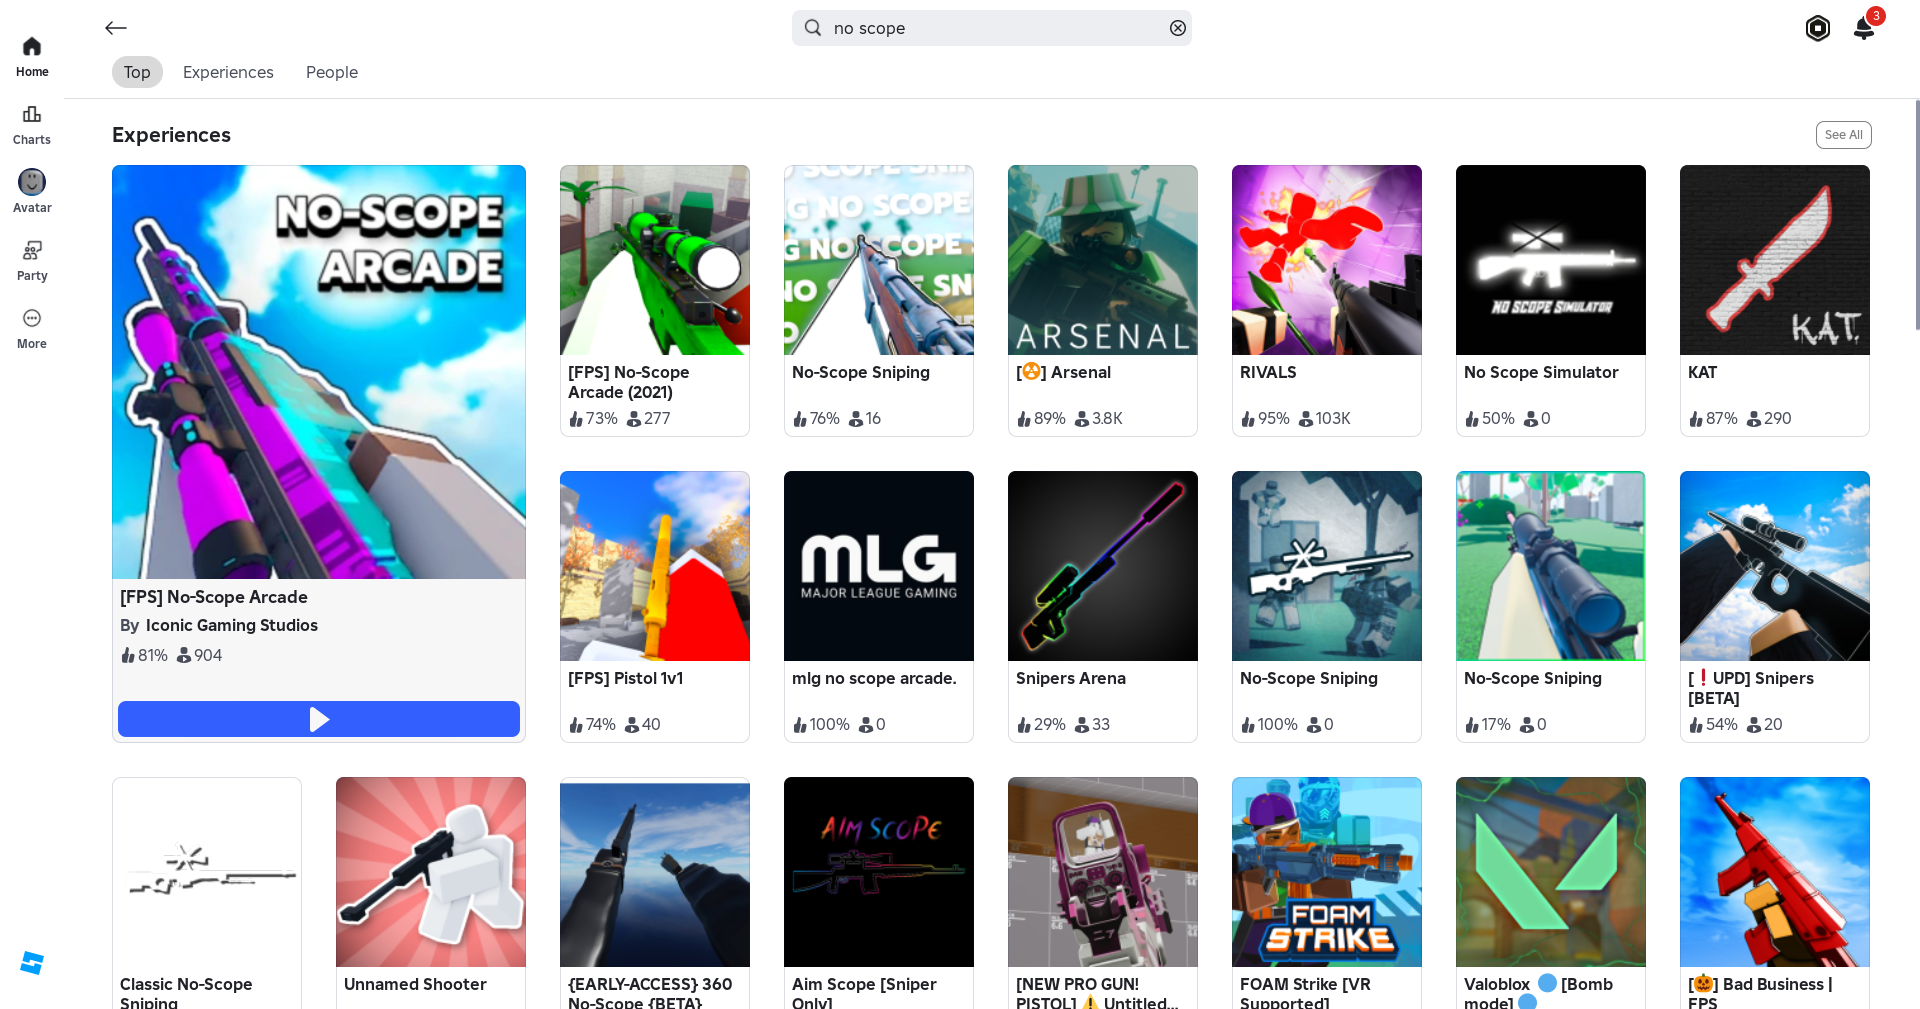 no scope
3
Home
Charts
Avatar
Party
More
Top
Experiences
People
Experiences
See All
NO-SCOPE
ARCADE
[FPS] No-Scope Arcade
By Iconic Gaming Studios
81% 904
[FPS] No-Scope
Arcade (2021)
73% 277
NO SCOPE
No-Scope Sniping
76% 16
ARSENAL
[☢] Arsenal
89% 3.8K
RIVALS
95% 103K
NO SCOPE SIMULATOR
No Scope Simulator
50% 0
KAT.
KAT
87% 290
[FPS] Pistol 1v1
74% 40
MLG
MAJOR LEAGUE GAMING
mlg no scope arcade.
100% 0
Snipers Arena
29% 33
No-Scope Sniping
100% 0
No-Scope Sniping
17% 0
[❗UPD] Snipers
[BETA]
54% 20
Classic No-Scope
Sniping
Unnamed Shooter
{EARLY-ACCESS} 360
No-Scope {BETA}
AIM SCOPE
Aim Scope [Sniper
Only]
[NEW PRO GUN!
PISTOL] ⚠️ Untitled...
FOAM
STRIKE
FOAM Strike [VR
Supported]
Valoblox 🔵 [Bomb
mode] 🔵
[🎃] Bad Business |
FPS